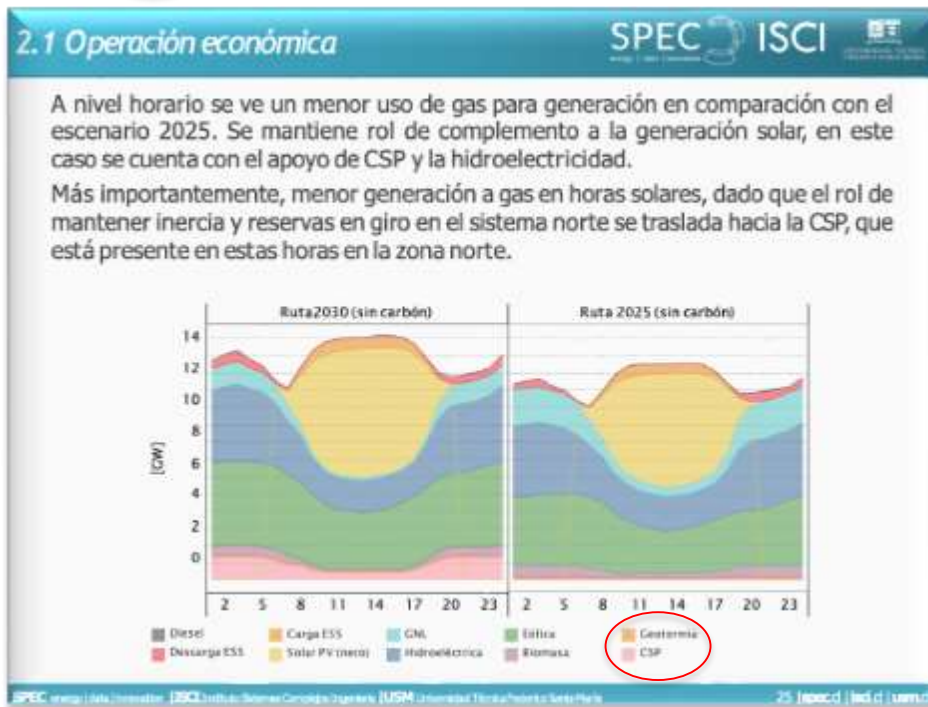 2.1 Operación económica
SPEC ISCI
A nivel horario se ve un menor uso de gas para generación en comparación con el
escenario 2025. Se mantiene rol de complemento a la generación solar, en este
caso se cuenta con el apoyo de CSP y la hidroelectricidad.
Más importantemente, menor generación a gas en horas solares, dado que el rol de
mantener inercia y reservas en giro en el sistema norte se traslada hacia la CSP, que
está presente en estas horas en la zona norte.
Ruta2030 (sin carbón) Ruta 2025 (sin carbón)
14
12
10
8
6
4
2
0
[GW]
2 5 8 11 14 17 20 23 2 5 8 11 14 17 20 23
Diesel Carga ESS GNL Eólica Geotermia
Descarga ESS Solar PV (neto) Hidroeléctrica Biomasa CSP
SPEC energy | data | innovation ISCI Instituto Sistemas Complejos Ingeniería USM Universidad Técnica Federico Santa María 25